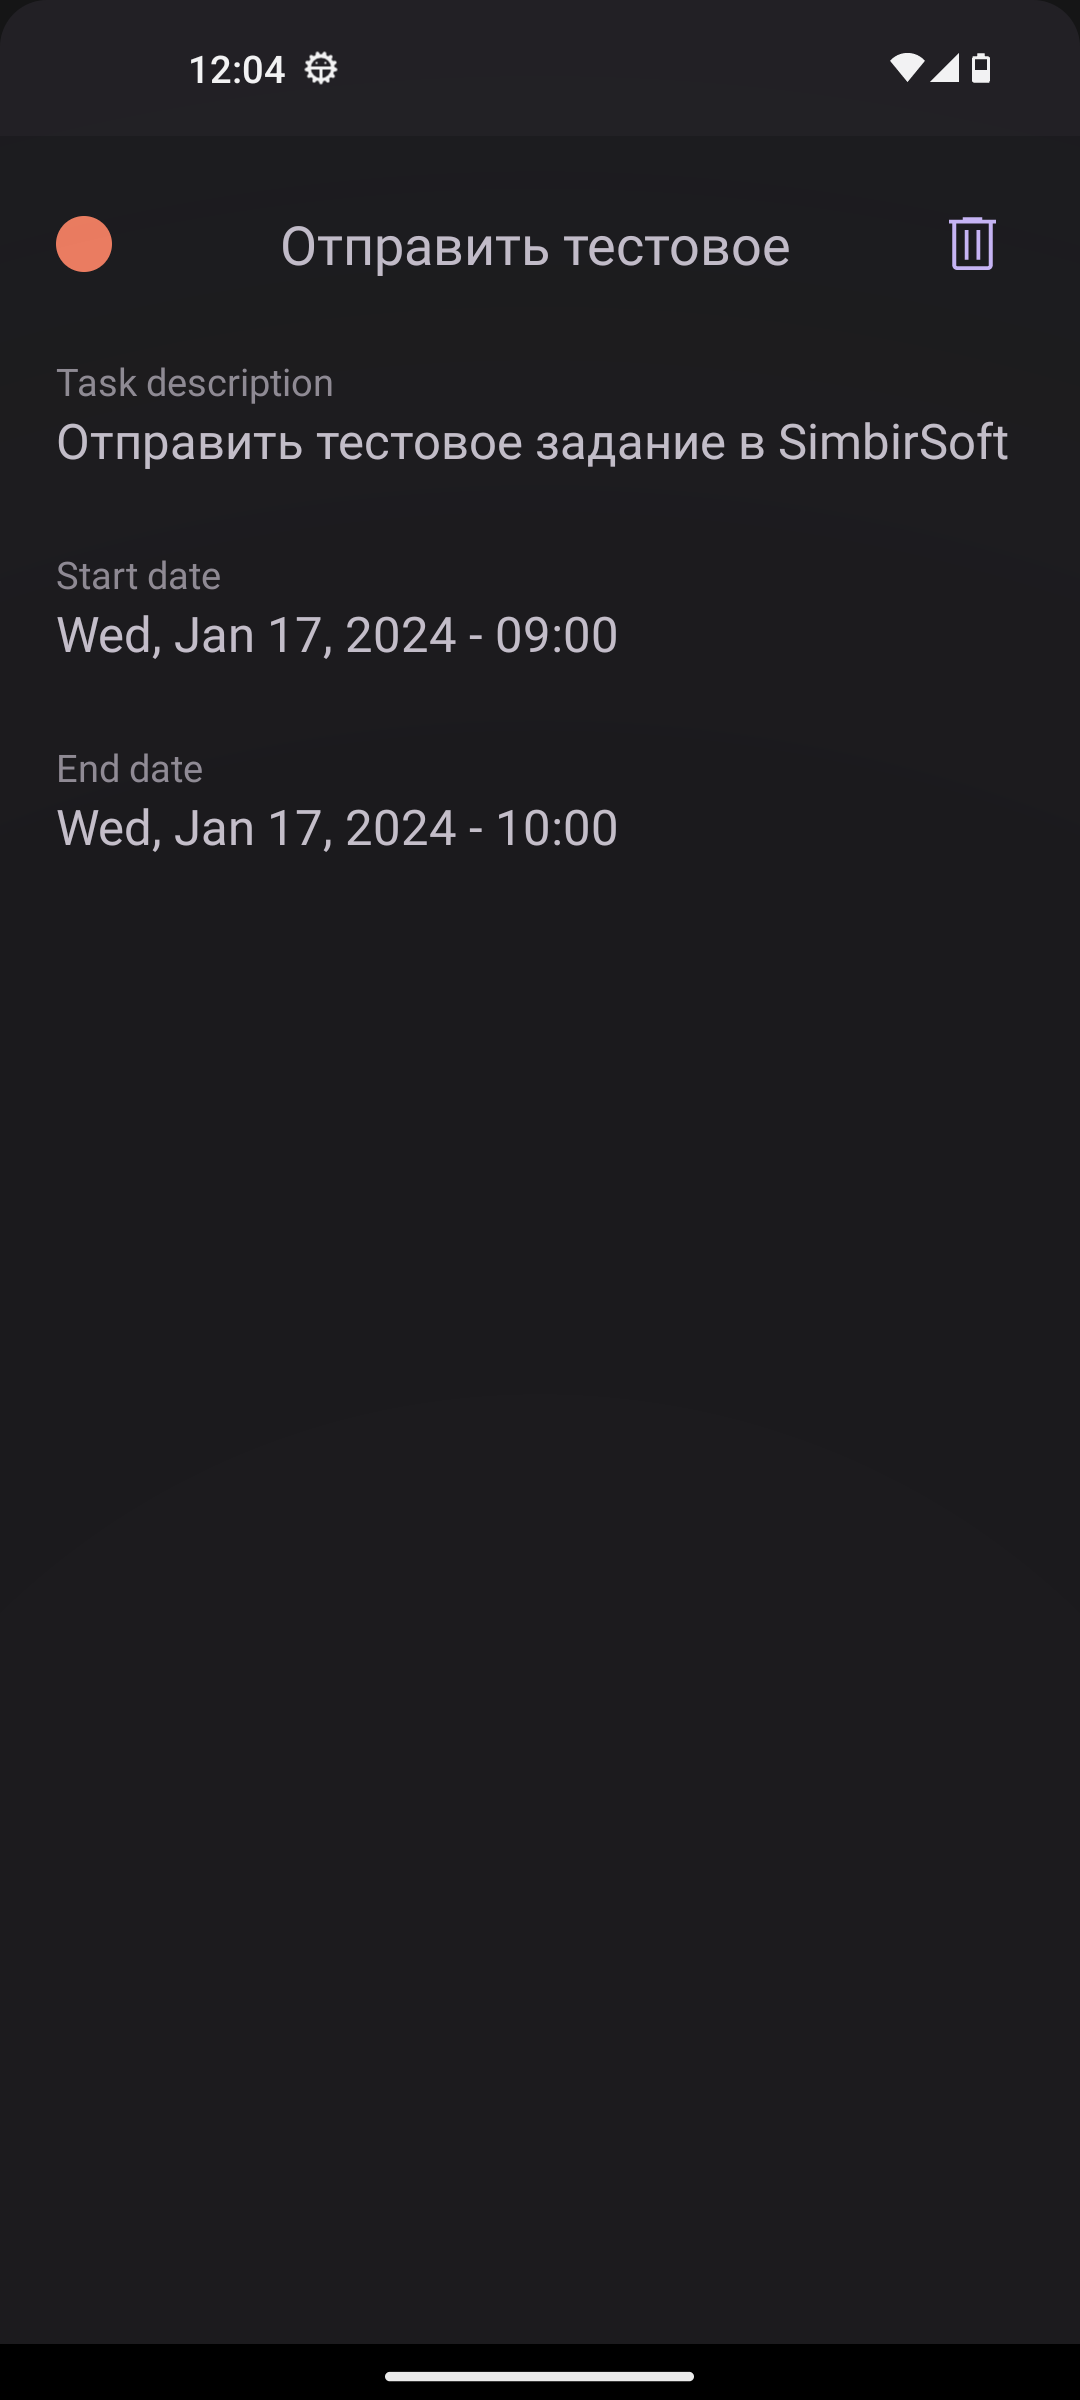 12:04
Отправить тестовое
Task description
Отправить тестовое задание в SimbirSoft
Start date
Wed, Jan 17, 2024 - 09:00
End date
Wed, Jan 17, 2024 - 10:00